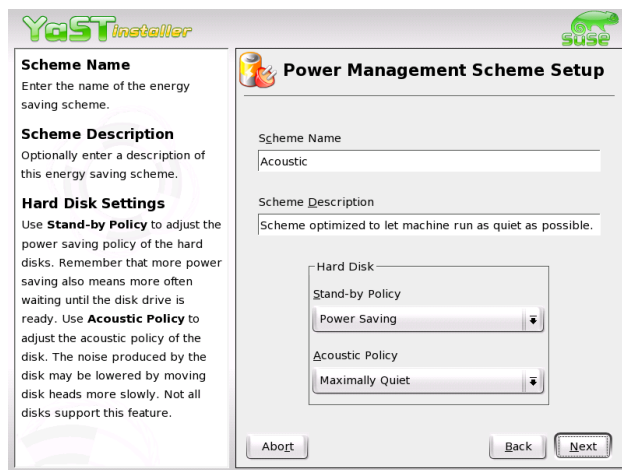 YaST installer
SUSE
Scheme Name
Enter the name of the energy
saving scheme.
Scheme Description
Optionally enter a description of
this energy saving scheme.
Hard Disk Settings
Use Stand-by Policy to adjust the
power saving policy of the hard
disks. Remember that more power
saving also means more often
waiting until the disk drive is
ready. Use Acoustic Policy to
adjust the acoustic policy of the
disk. The noise produced by the
disk may be lowered by moving
disk heads more slowly. Not all
disks support this feature.
Power Management Scheme Setup
Scheme Name
Acoustic
Scheme Description
Scheme optimized to let machine run as quiet as possible.
Hard Disk
Stand-by Policy
Power Saving
Acoustic Policy
Maximally Quiet
Abort
Back
Next